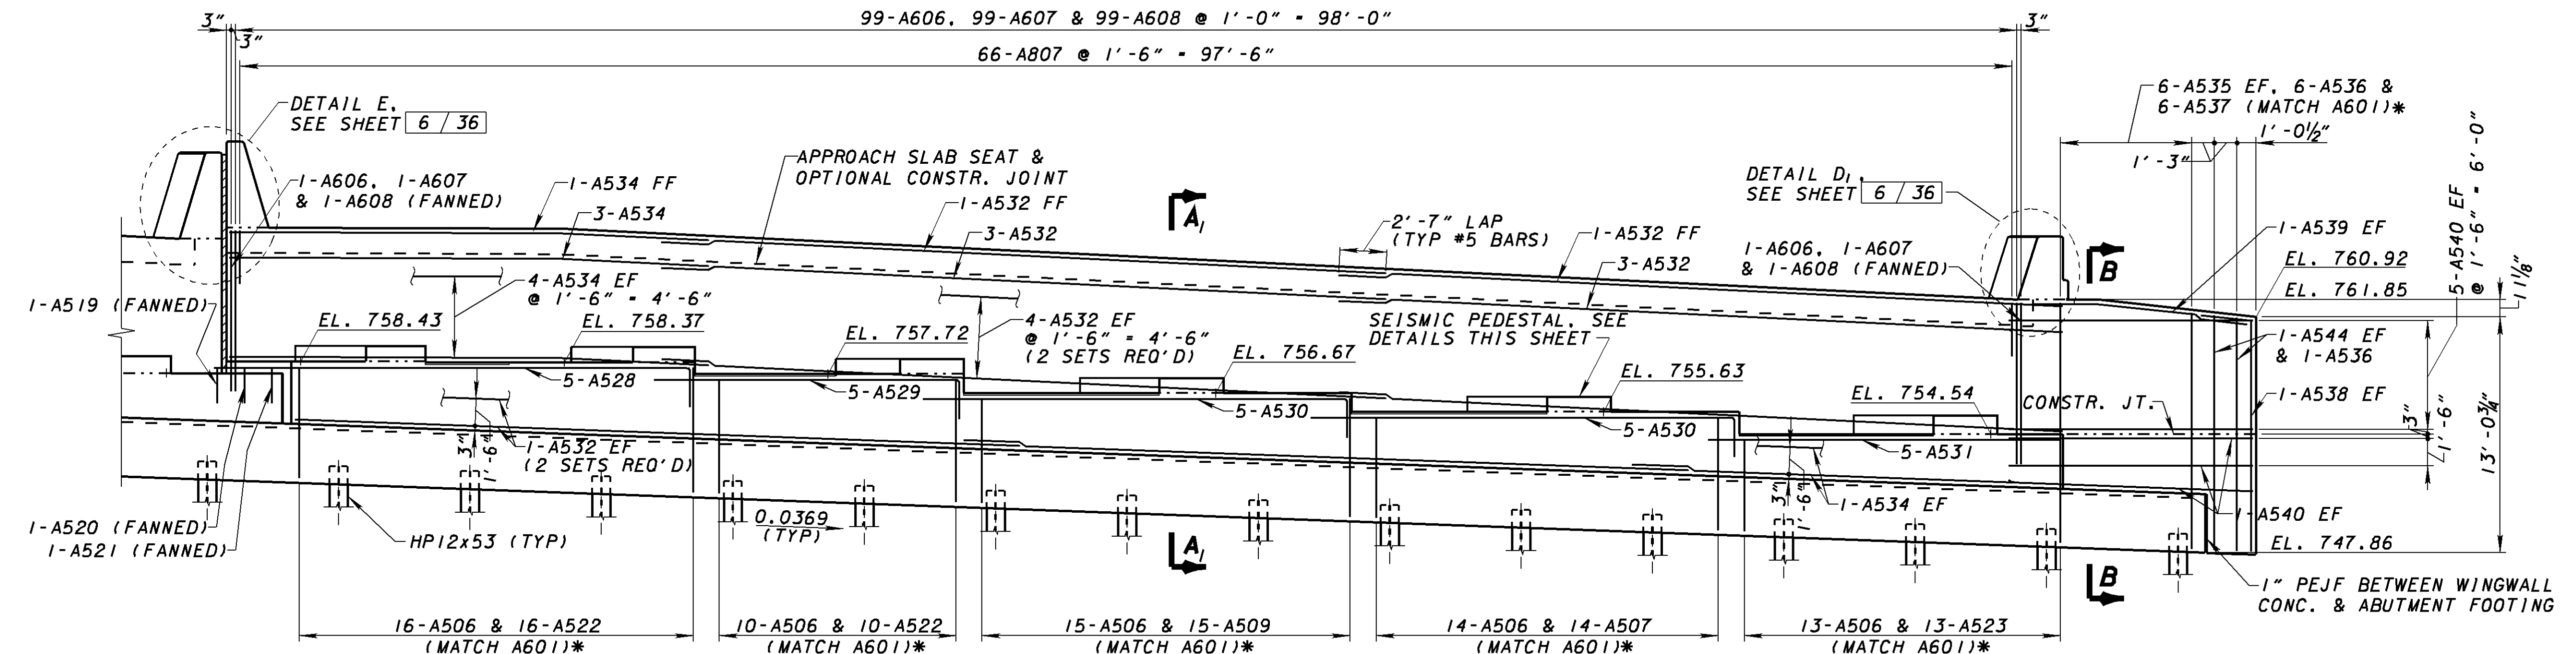 99-A606, 99-A607 & 99-A608 @ 1'-0" = 98'-0"
3"
3"
3"
66-A807 @ 1'-6" = 97'-6"
6-A535 EF, 6-A536 &
6-A537 (MATCH A601)*
DETAIL E,
SEE SHEET 6 / 36
1'-0½"
1'-3"
5-A540 EF
@ 1'-6" = 6'-0"
APPROACH SLAB SEAT &
OPTIONAL CONSTR. JOINT
DETAIL D1,
SEE SHEET 6 / 36
1-A606, 1-A607
& 1-A608 (FANNED)
1-A534 FF
3-A534
1-A532 FF
3-A532
A1
2'-7" LAP
(TYP #5 BARS)
1-A532 FF
3-A532
1-A606, 1-A607
& 1-A608 (FANNED)
B
1-A539 EF
EL. 760.92
EL. 761.85
1 1/8"
1-A519 (FANNED)
4-A534 EF
@ 1'-6" = 4'-6"
EL. 758.43
EL. 758.37
EL. 757.72
4-A532 EF
@ 1'-6" = 4'-6"
(2 SETS REQ'D)
SEISMIC PEDESTAL, SEE
DETAILS THIS SHEET
EL. 756.67
EL. 755.63
EL. 754.54
1-A544 EF
& 1-A536
1-A538 EF
CONSTR. JT.
5-A528
5-A529
5-A530
5-A530
5-A531
3"
1'-6"
13'-0¾"
3"
1'-6"
1-A532 EF
(2 SETS REQ'D)
3"
1'-6"
1-A534 EF
1-A540 EF
1-A520 (FANNED)
1-A521 (FANNED)
HP12x53 (TYP)
0.0369
(TYP)
A1
EL. 747.86
B
1" PEJF BETWEEN WINGWALL
CONC. & ABUTMENT FOOTING
16-A506 & 16-A522
(MATCH A601)*
10-A506 & 10-A522
(MATCH A601)*
15-A506 & 15-A509
(MATCH A601)*
14-A506 & 14-A507
(MATCH A601)*
13-A506 & 13-A523
(MATCH A601)*